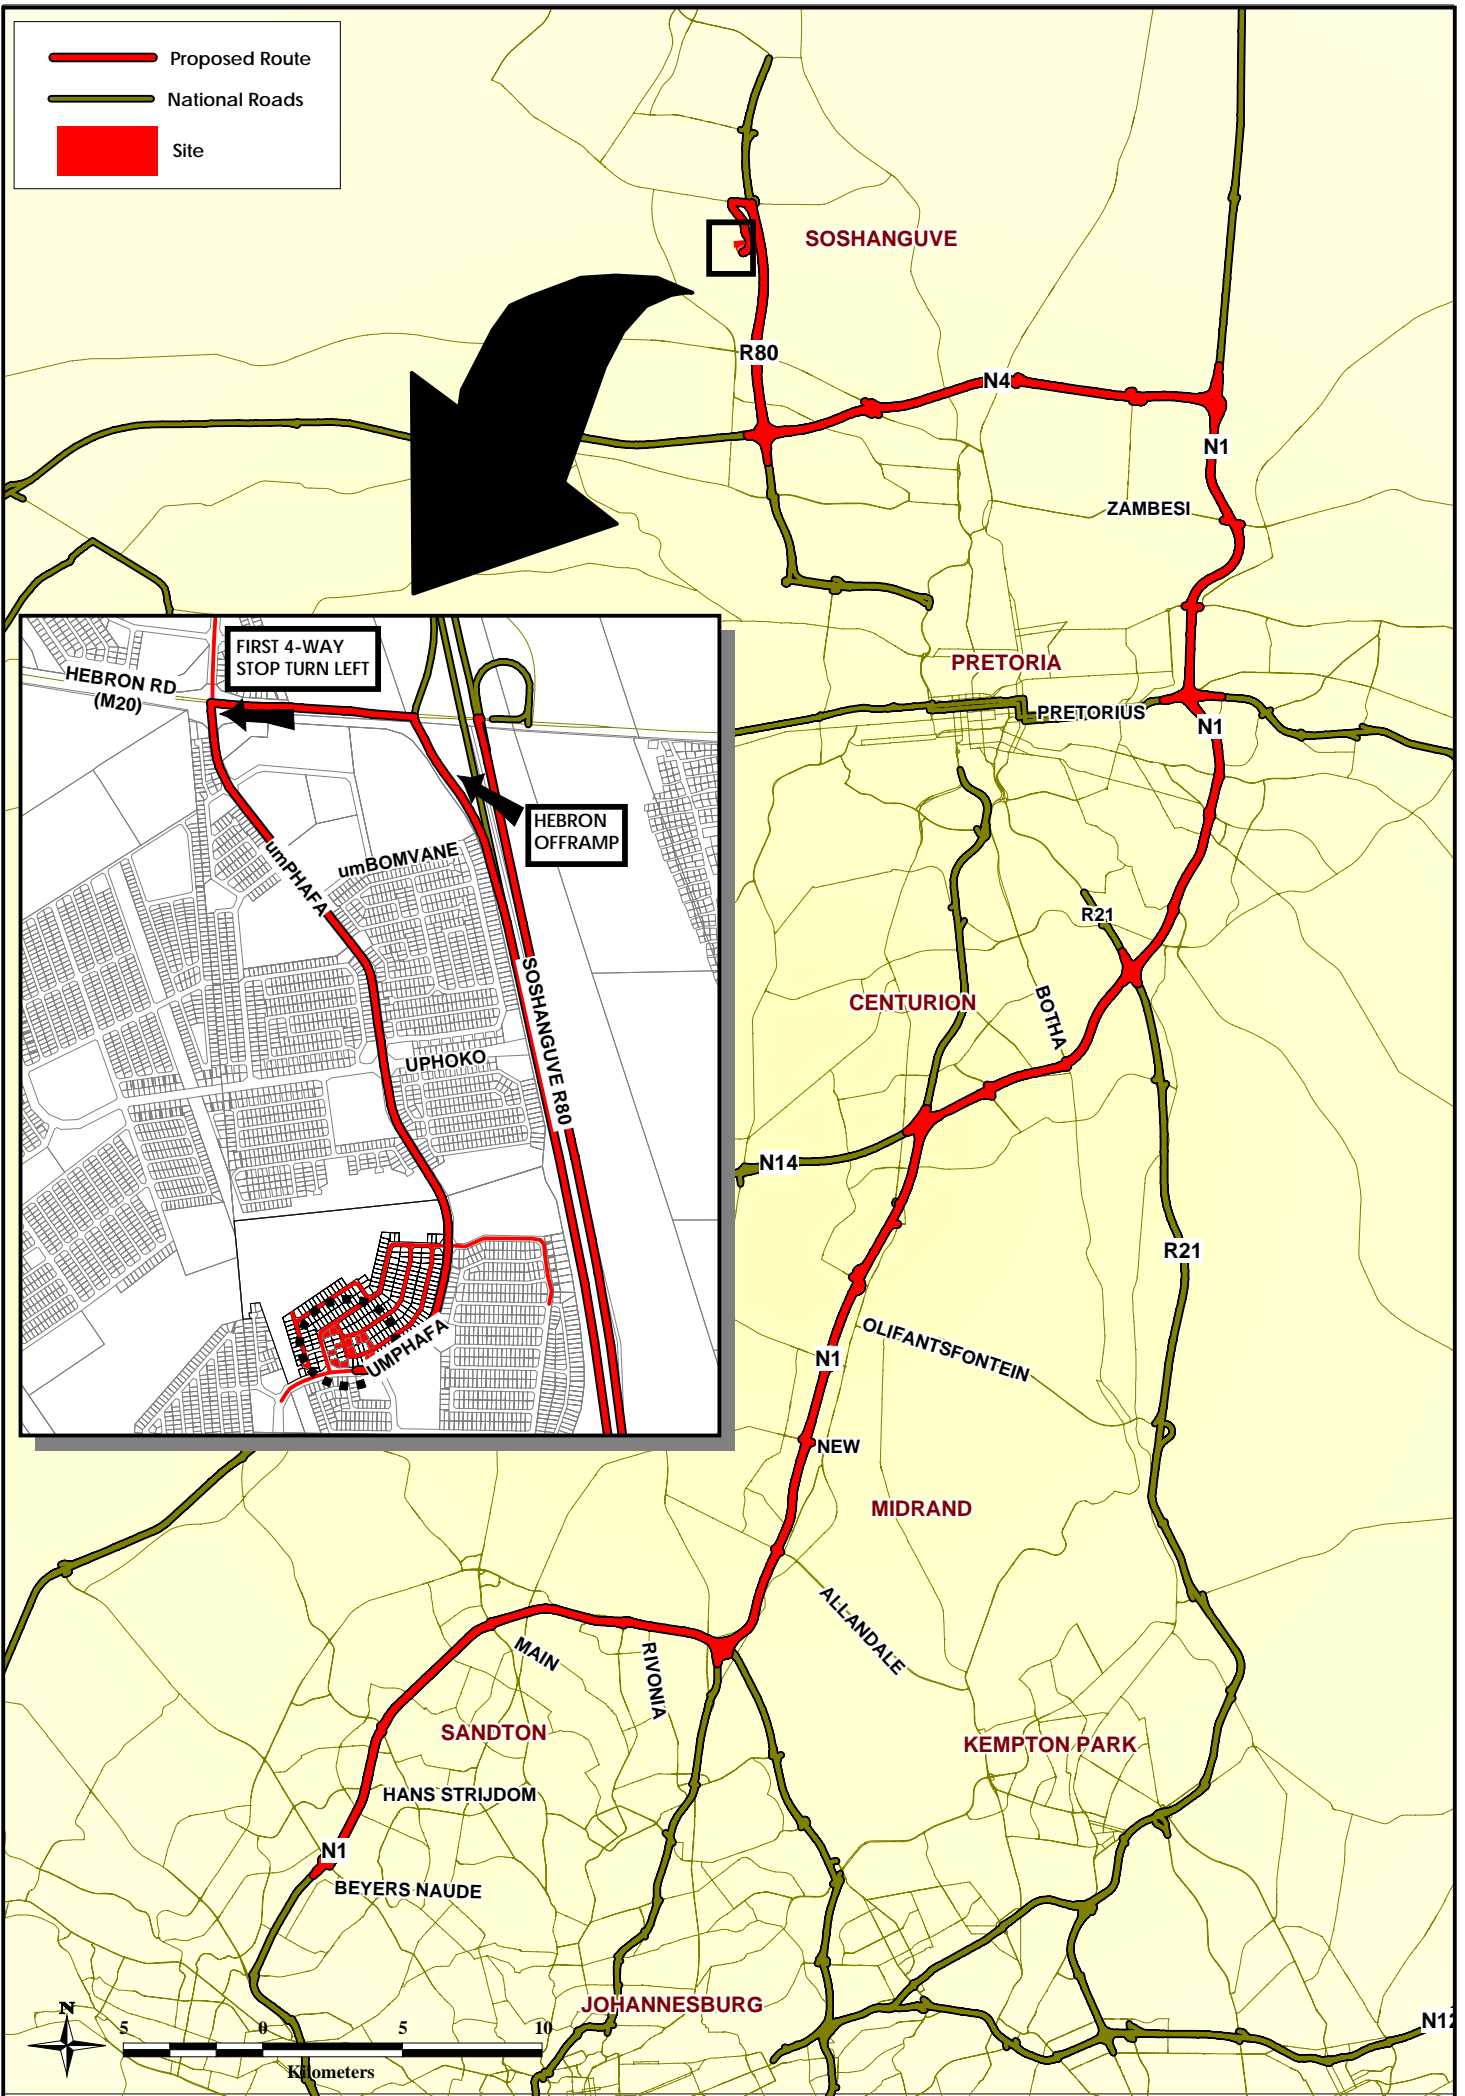 Proposed Route
National Roads
Site
SOSHANGUVE
R80
N4
N1
ZAMBESI
PRETORIA
PRETORIUS
N1
R21
CENTURION
BOTHA
N14
R21
OLIFANTSFONTEIN
N1
NEW
MIDRAND
ALLANDALE
MAIN
RIVONIA
SANDTON
KEMPTON PARK
HANS STRIJDOM
N1
BEYERS NAUDE
JOHANNESBURG
N12
FIRST 4-WAY
STOP TURN LEFT
HEBRON RD
(M20)
HEBRON
OFFRAMP
umPHAFA
umBOMVANE
SOSHANGUVE R80
UPHOKO
UMPHAFA
N
5 0 5 10
Kilometers